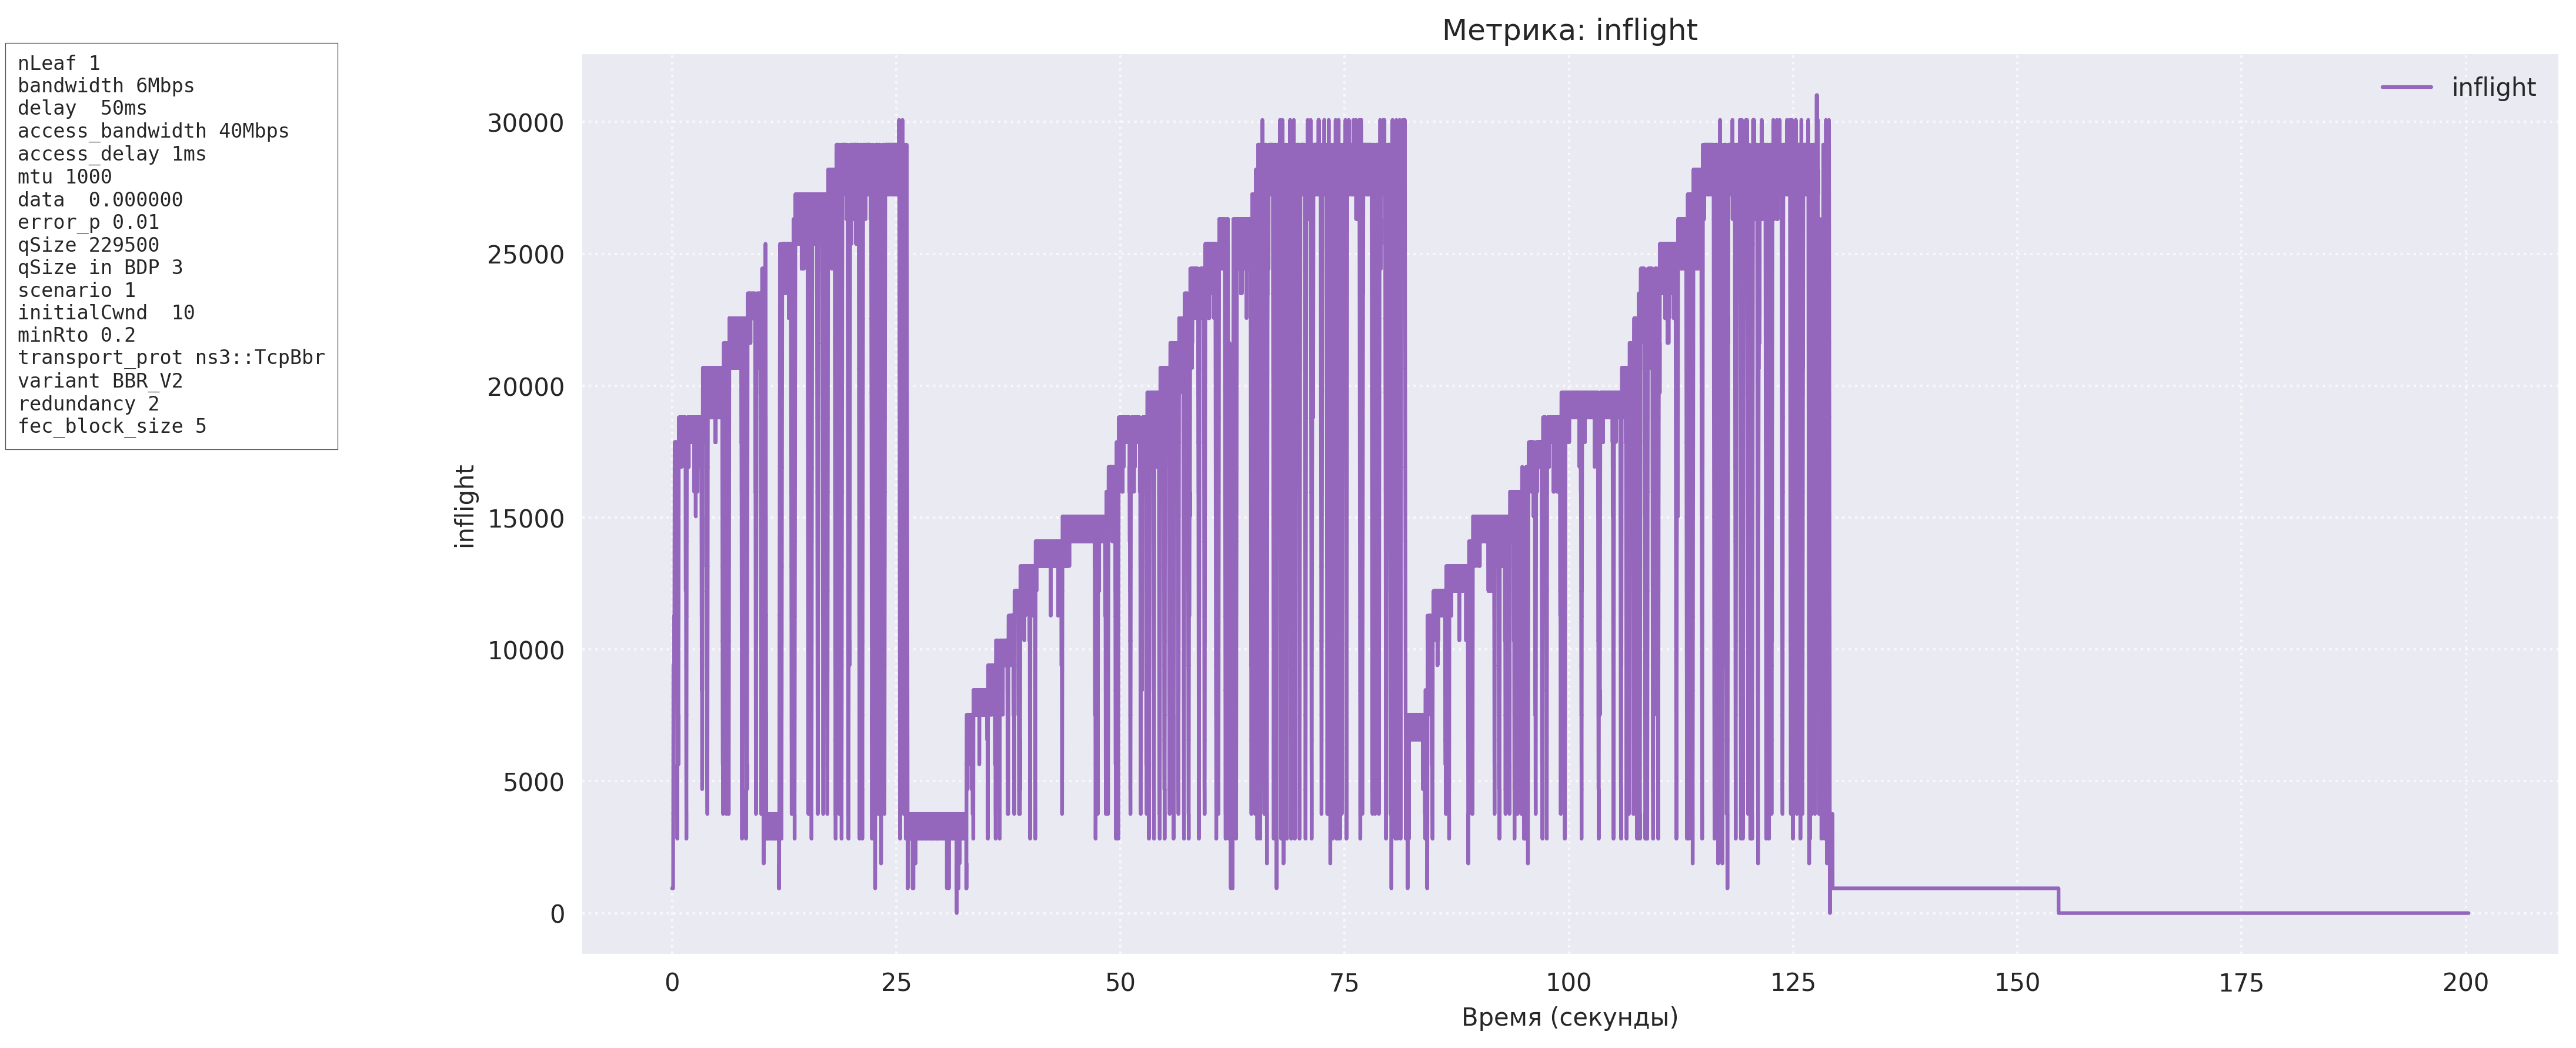 Метрика: inflight
nLeaf 1
bandwidth 6Mbps
delay  50ms
access_bandwidth 40Mbps
access_delay 1ms
mtu 1000
data  0.000000
error_p 0.01
qSize 229500
qSize in BDP 3
scenario 1
initialCwnd  10
minRto 0.2
transport_prot ns3::TcpBbr
variant BBR_V2
redundancy 2
fec_block_size 5
inflight
inflight
30000
25000
20000
15000
10000
5000
0
0 25 50 75 100 125 150 175 200
Время (секунды)